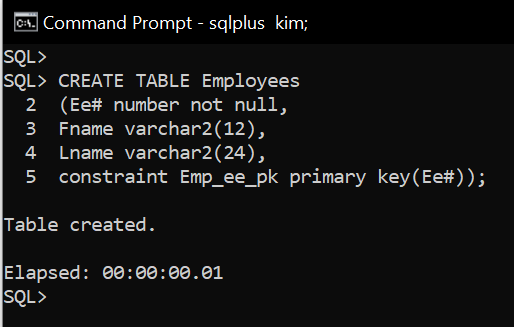 Command Prompt - sqlplus  kim;
SQL>
SQL> CREATE TABLE Employees
  2  (Ee# number not null,
  3  Fname varchar2(12),
  4  Lname varchar2(24),
  5  constraint Emp_ee_pk primary key(Ee#));
Table created.
Elapsed: 00:00:00.01
SQL>